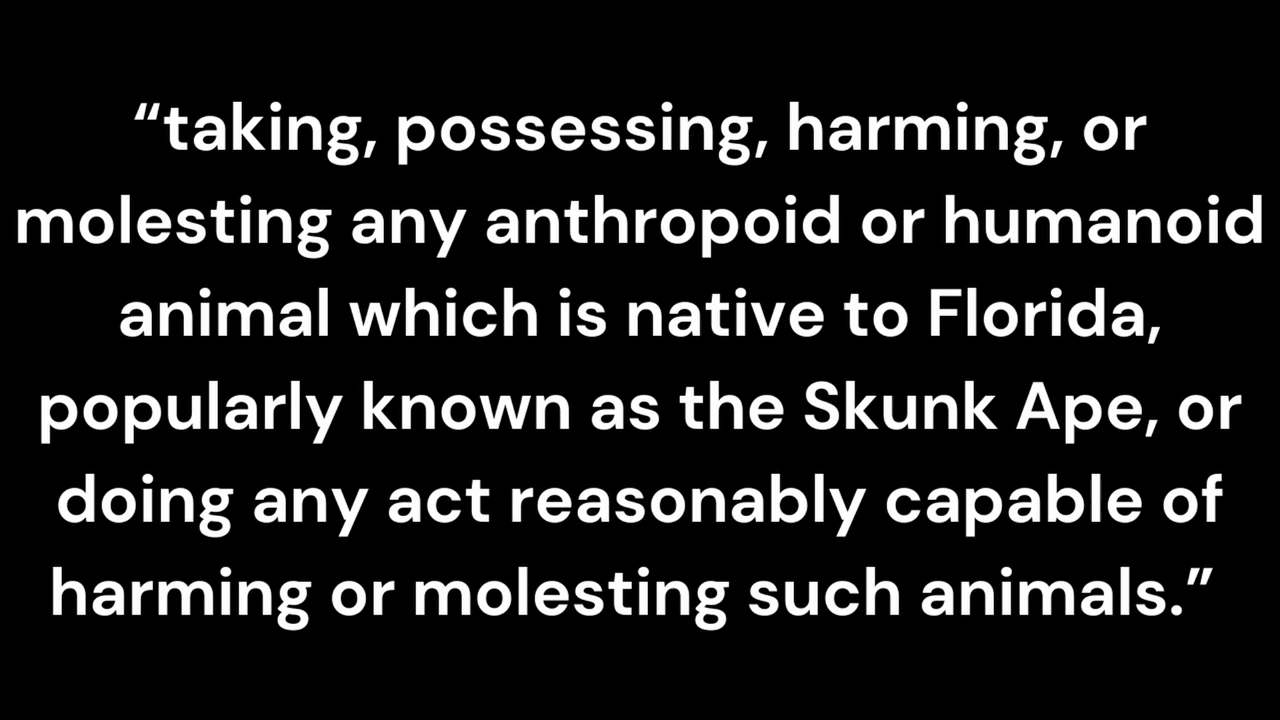 “taking, possessing, harming, or
molesting any anthropoid or humanoid
animal which is native to Florida,
popularly known as the Skunk Ape, or
doing any act reasonably capable of
harming or molesting such animals.”